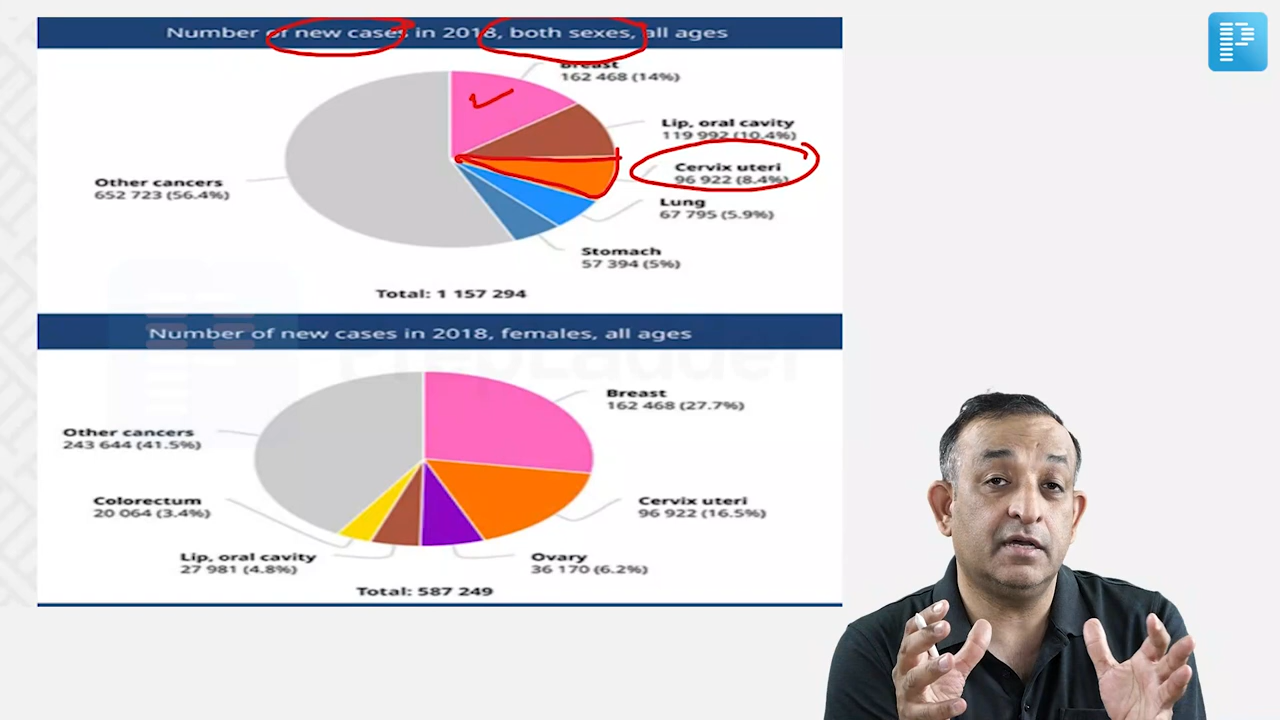 Number of new cases in 2018, both sexes, all ages
Breast
162 468 (14%)
Lip, oral cavity
119 992 (10.4%)
Cervix uteri
96 922 (8.4%)
Other cancers
652 723 (56.4%)
Lung
67 795 (5.9%)
Stomach
57 394 (5%)
Total: 1 157 294
Number of new cases in 2018, females, all ages
Breast
162 468 (27.7%)
Other cancers
243 644 (41.5%)
Colorectum
20 064 (3.4%)
Cervix uteri
96 922 (16.5%)
Lip, oral cavity
27 981 (4.8%)
Ovary
36 170 (6.2%)
Total: 587 249
PrepLadder